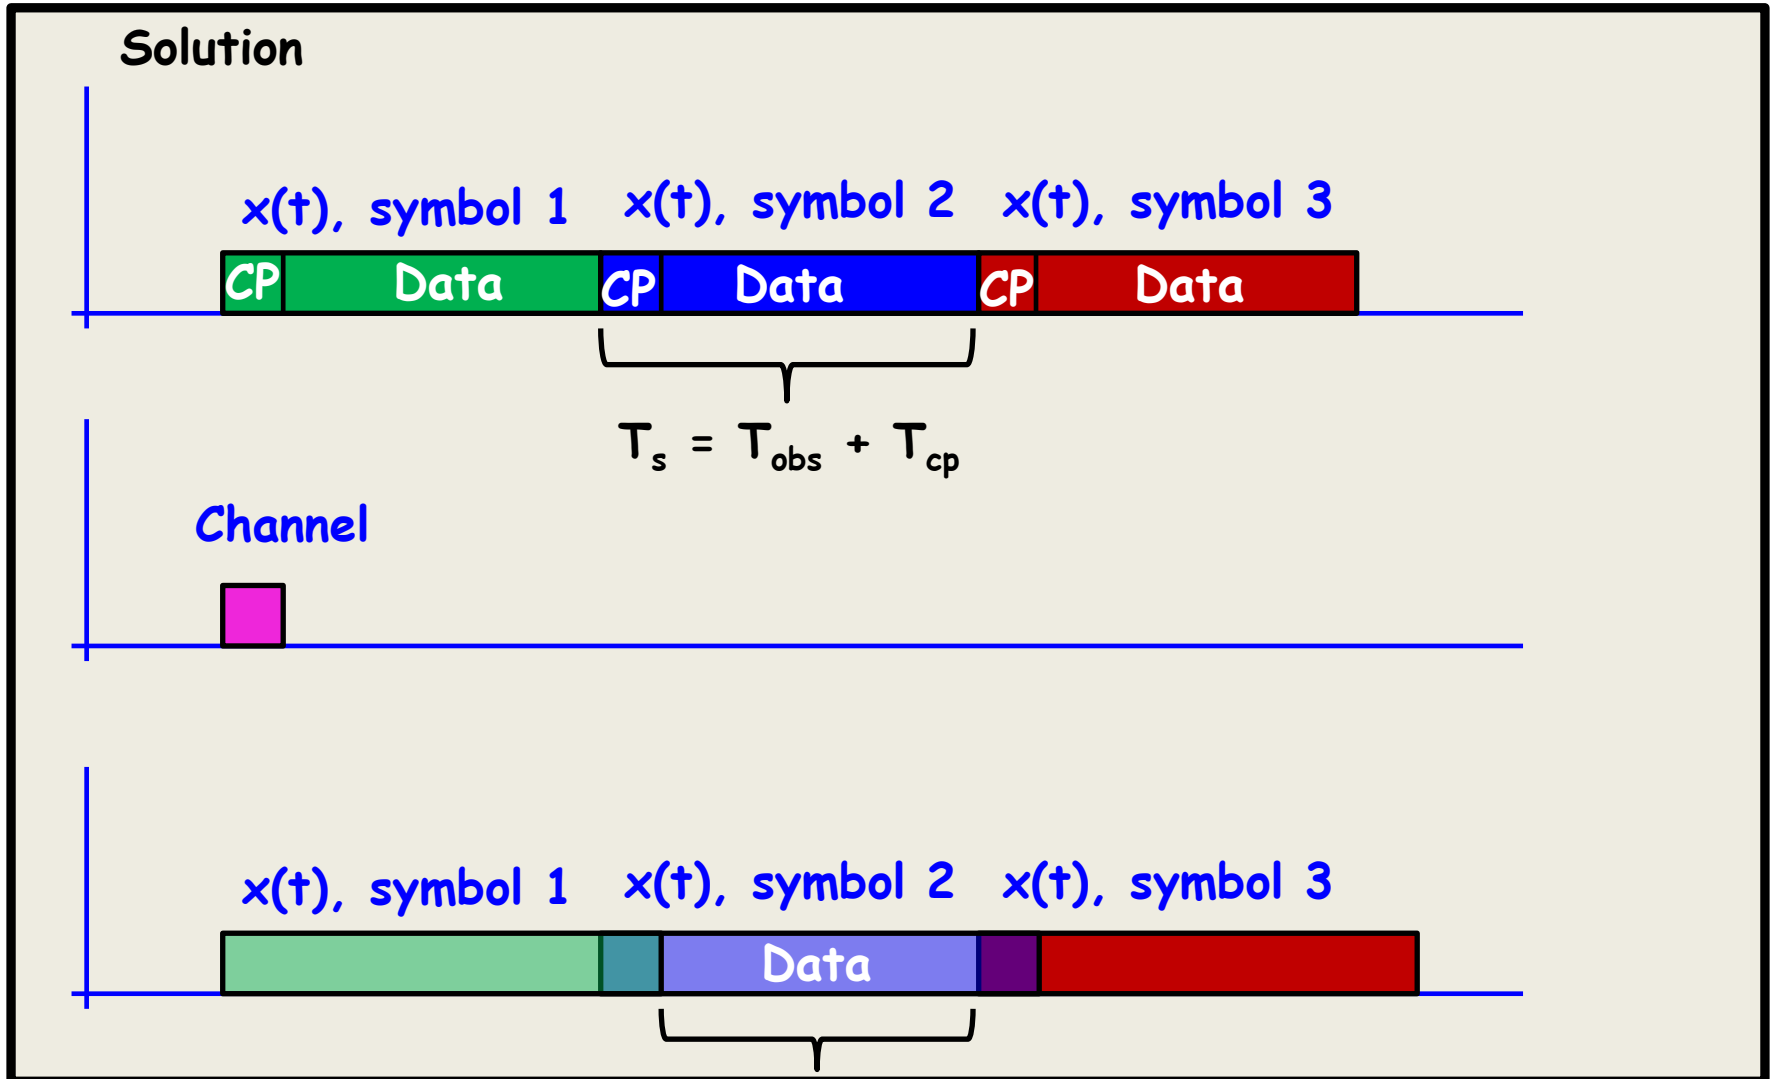 Solution
x(t), symbol 1 x(t), symbol 2 x(t), symbol 3
CP Data CP Data CP Data
Ts = Tobs + Tcp
Channel
x(t), symbol 1 x(t), symbol 2 x(t), symbol 3
Data